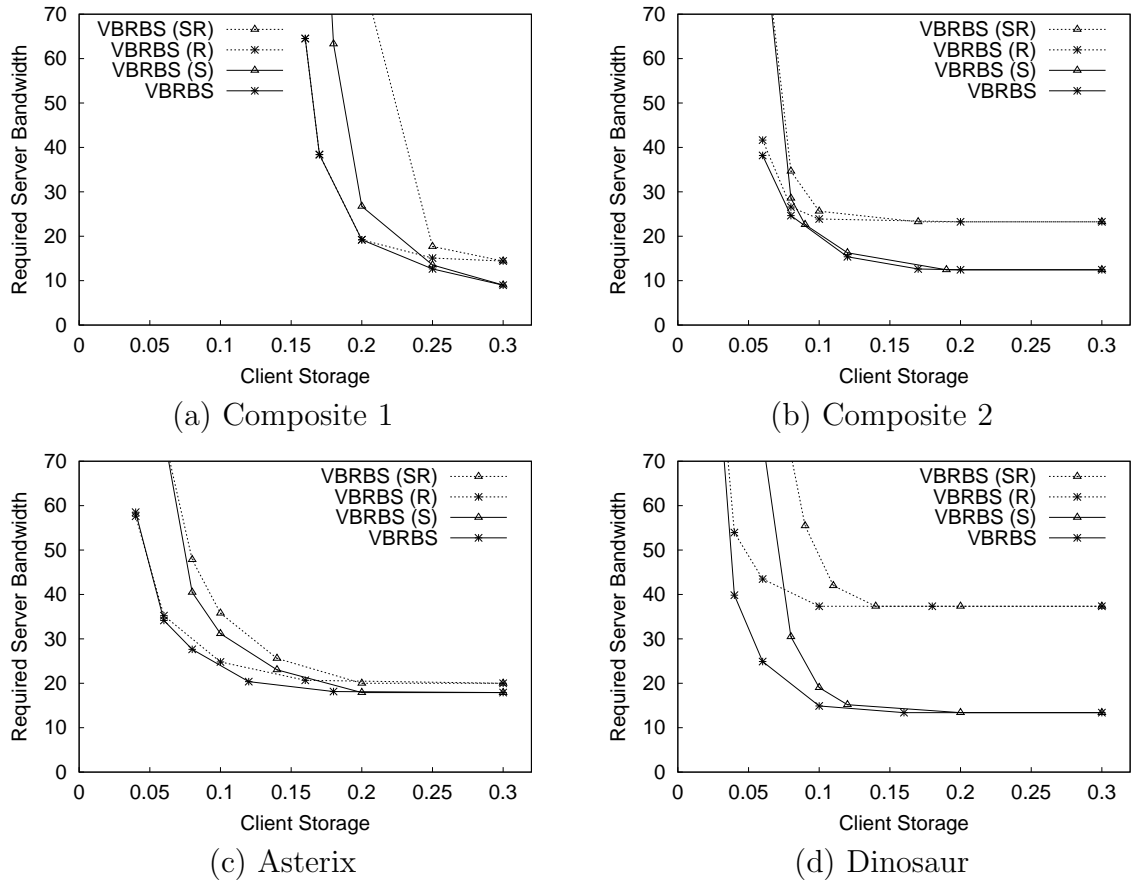 70
60
50
40
30
20
10
0
Required Server Bandwidth
VBRBS (SR)
VBRBS (R)
VBRBS (S)
VBRBS
0 0.05 0.1 0.15 0.2 0.25 0.3
Client Storage
(a) Composite 1
70
60
50
40
30
20
10
0
Required Server Bandwidth
VBRBS (SR)
VBRBS (R)
VBRBS (S)
VBRBS
0 0.05 0.1 0.15 0.2 0.25 0.3
Client Storage
(b) Composite 2
70
60
50
40
30
20
10
0
Required Server Bandwidth
VBRBS (SR)
VBRBS (R)
VBRBS (S)
VBRBS
0 0.05 0.1 0.15 0.2 0.25 0.3
Client Storage
(c) Asterix
70
60
50
40
30
20
10
0
Required Server Bandwidth
VBRBS (SR)
VBRBS (R)
VBRBS (S)
VBRBS
0 0.05 0.1 0.15 0.2 0.25 0.3
Client Storage
(d) Dinosaur